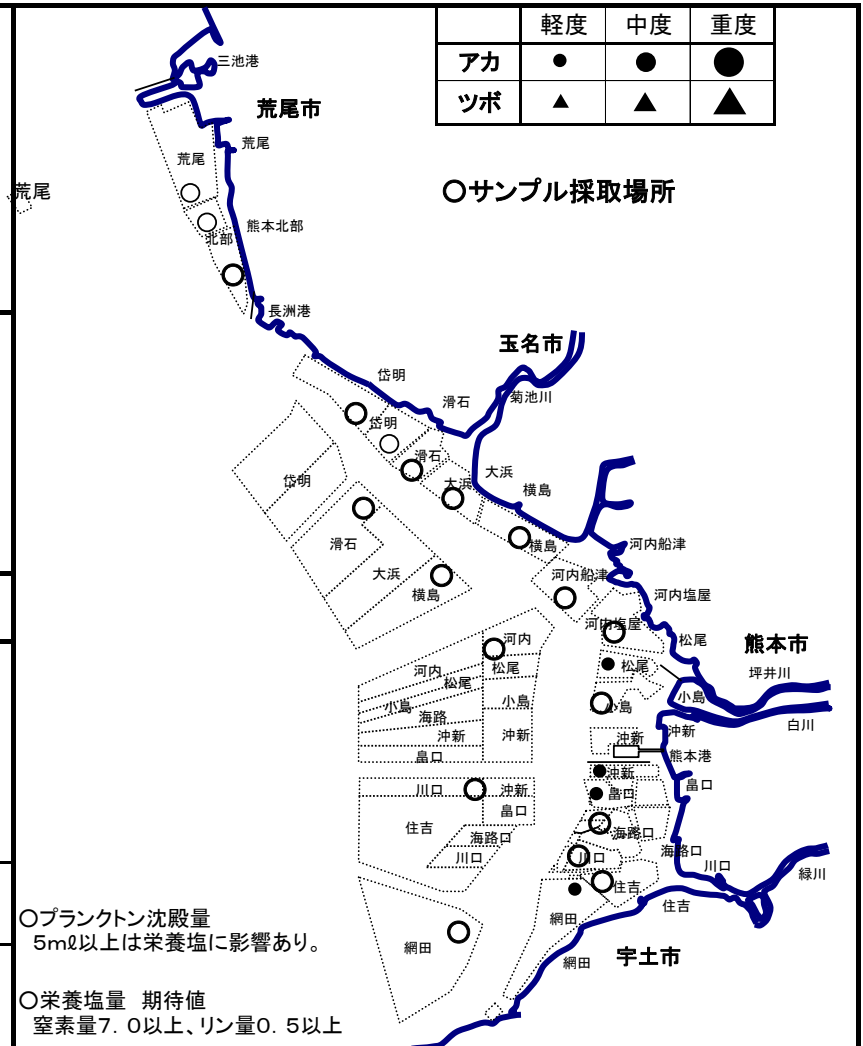 軽度 中度 重度
アカ
ツボ
三池港
荒尾市
荒尾
荒尾
荒尾
○サンプル採取場所
熊本北部
北部
長洲港
玉名市
岱明
滑石
菊池川
岱明
滑石
大浜
大浜
岱明
横島
滑石
横島
河内船津
大浜
河内船津
横島
河内塩屋
河内塩屋
河内
松尾
熊本市
河内
松尾
松尾
坪井川
松尾
小島
小島
小島
小島
海路
白川
沖新
沖新
沖新
沖新
畠口
熊本港
沖新
川口
沖新
畠口
畠口
畠口
住吉
海路口
海路口
海路口
川口
川口
川口
緑川
住吉
住吉
○プランクトン沈殿量
5mℓ以上は栄養塩に影響あり。
網田
網田
網田
宇土市
○栄養塩量 期待値
窒素量7.0以上、リン量0.5以上